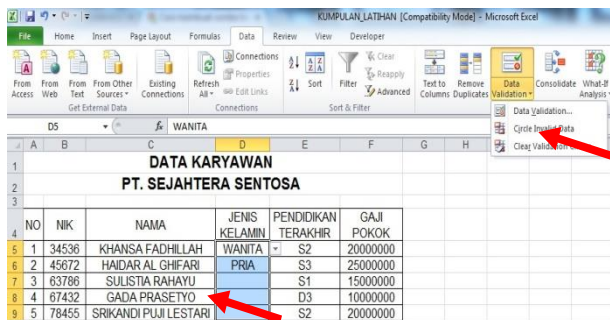 KUMPULAN_LATIHAN [Compatibility Mode] - Microsoft Excel
File Home Insert Page Layout Formulas Data Review View Developer
From Access
From Web
From Text
From Other Sources
Existing Connections
Refresh All
Connections
Properties
Edit Links
Sort
Filter
Clear
Reapply
Advanced
Text to Columns
Remove Duplicates
Data Validation
Consolidate
What-If Analysis
Get External Data Connections Sort & Filter
Data Validation...
Circle Invalid Data
Clear Validation
D5 fx WANITA
A B C D E F G H
1 DATA KARYAWAN
2 PT. SEJAHTERA SENTOSA
3
4 NO NIK NAMA JENIS KELAMIN PENDIDIKAN TERAKHIR GAJI POKOK
5 1 34536 KHANSA FADHILLAH WANITA S2 20000000
6 2 45672 HAIDAR AL GHIFARI PRIA S3 25000000
7 3 63786 SULISTIA RAHAYU S1 15000000
8 4 67432 GADA PRASETYO D3 10000000
9 5 78455 SRIKANDI PUJI LESTARI S2 20000000